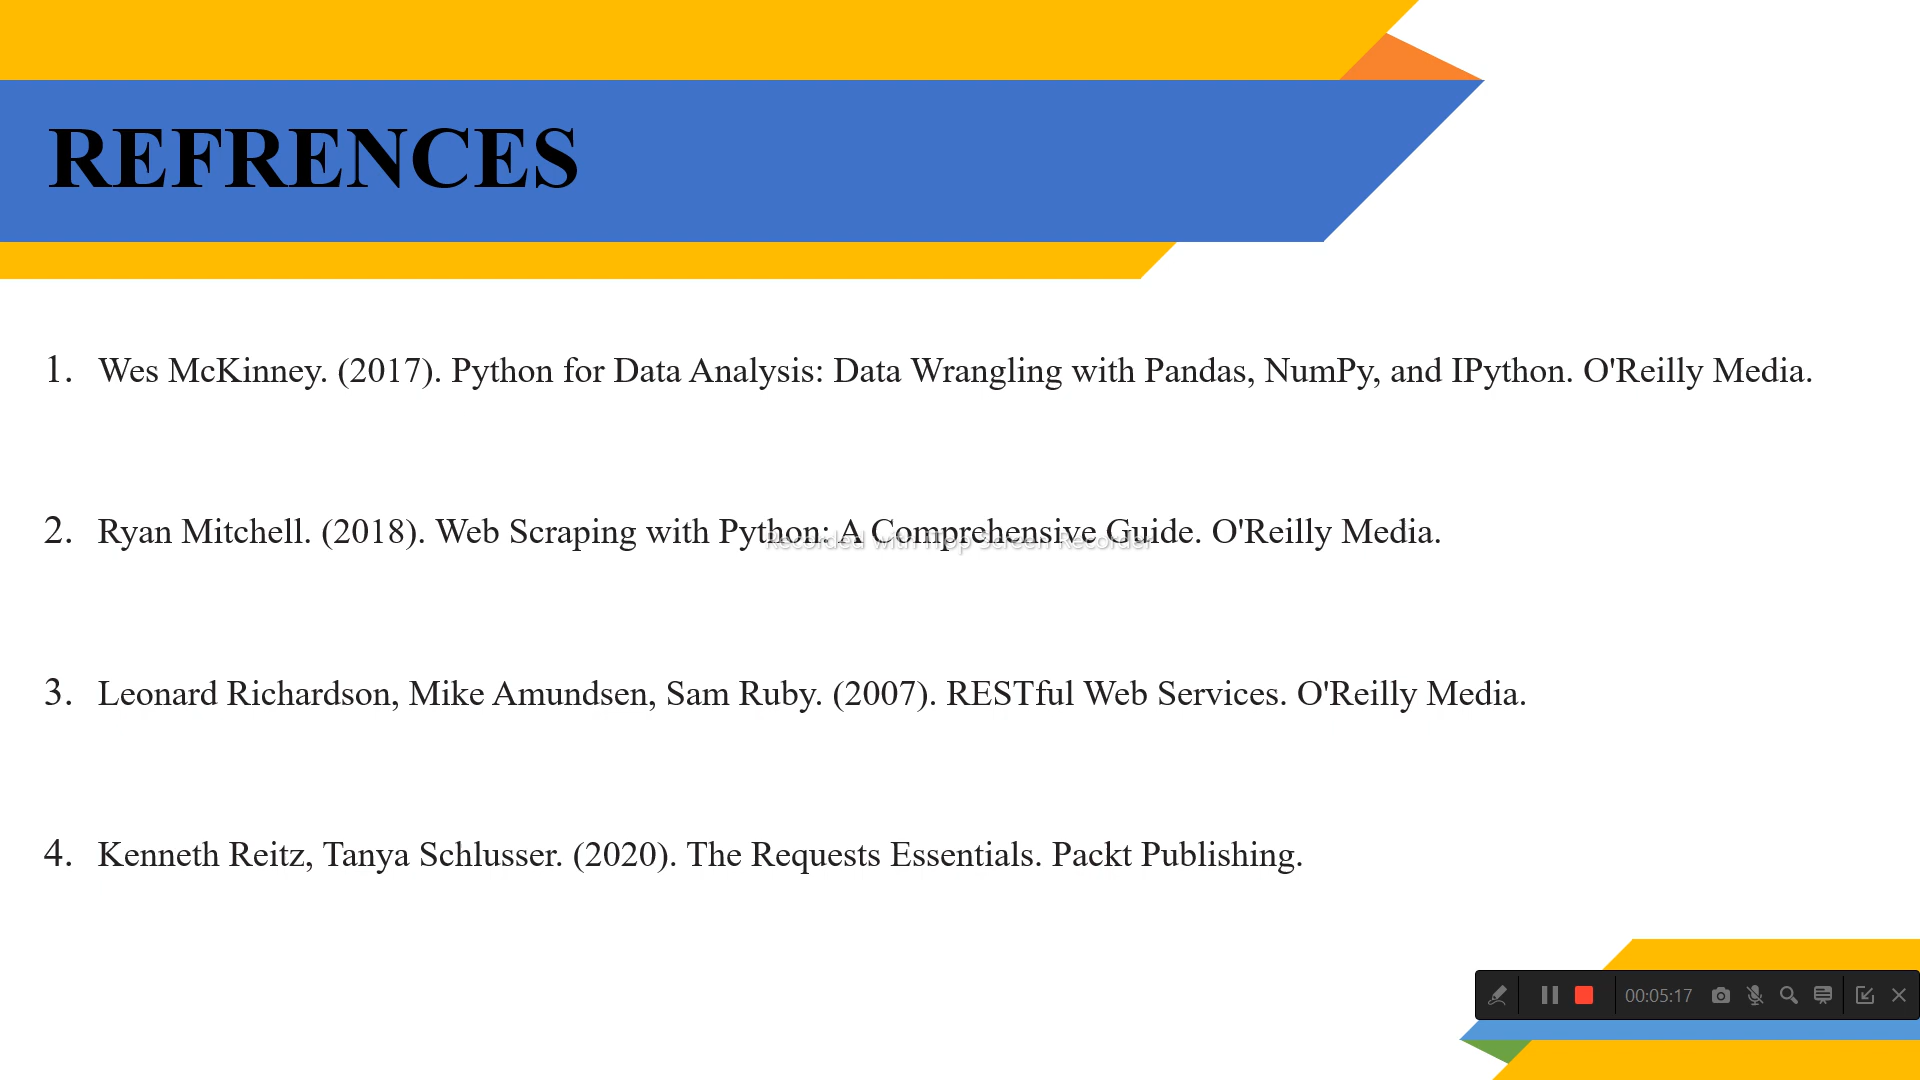 REFRENCES
1. Wes McKinney. (2017). Python for Data Analysis: Data Wrangling with Pandas, NumPy, and IPython. O'Reilly Media.
2. Ryan Mitchell. (2018). Web Scraping with Python: A Comprehensive Guide. O'Reilly Media.
Recorded with iTop Screen Recorder
3. Leonard Richardson, Mike Amundsen, Sam Ruby. (2007). RESTful Web Services. O'Reilly Media.
4. Kenneth Reitz, Tanya Schlusser. (2020). The Requests Essentials. Packt Publishing.
00:05:17